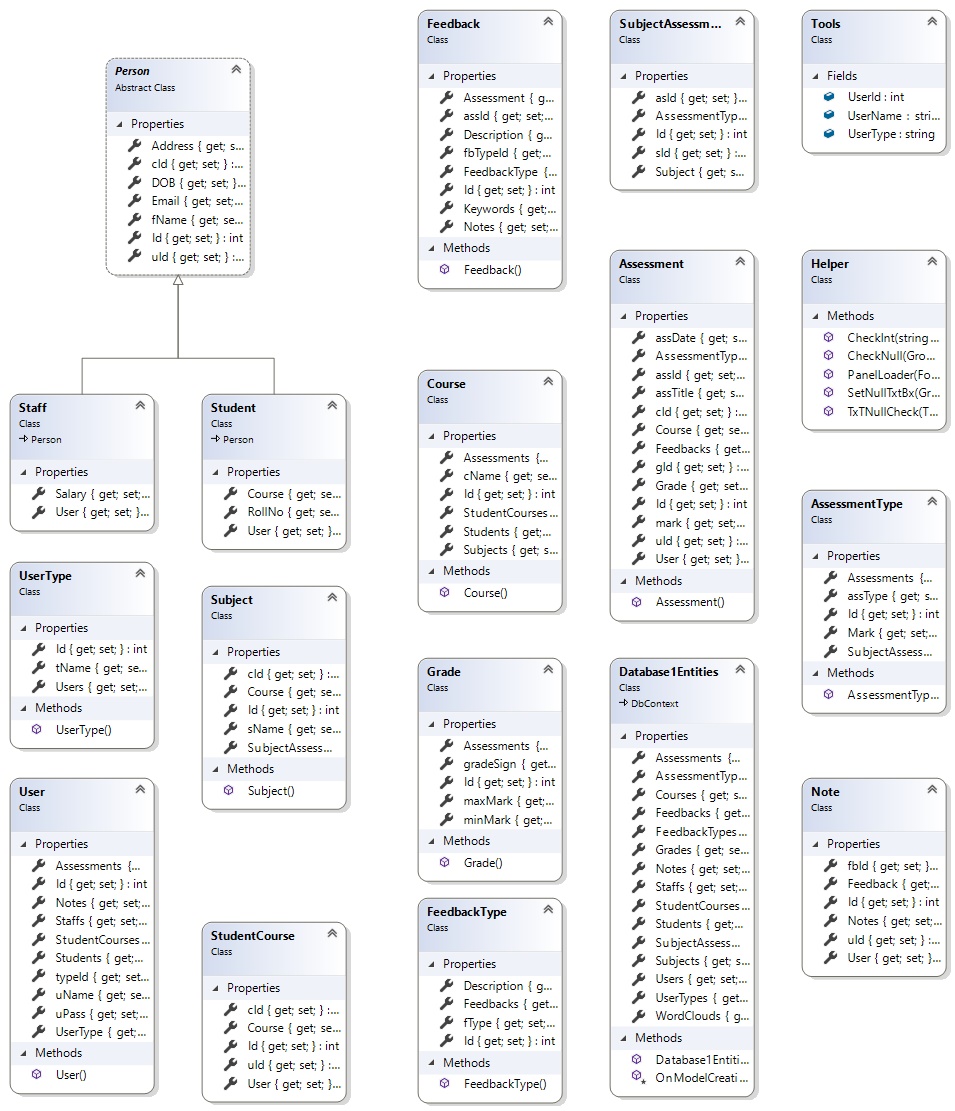 Person
Abstract Class
Properties
Address { get; s...
cId { get; set; } :...
DOB { get; set; }...
Email { get; set;...
fName { get; se...
Id { get; set; } : int
uId { get; set; } :...
Staff
Class
Person
Properties
Salary { get; set;...
User { get; set; }...
Student
Class
Person
Properties
Course { get; se...
RollNo { get; se...
User { get; set; }...
UserType
Class
Properties
Id { get; set; } : int
tName { get; se...
Users { get; set;...
Methods
UserType()
Subject
Class
Properties
cId { get; set; } :...
Course { get; se...
Id { get; set; } : int
sName { get; se...
SubjectAssess...
Methods
Subject()
User
Class
Properties
Assessments {...
Id { get; set; } : int
Notes { get; set;...
Staffs { get; set;...
StudentCourses...
Students { get;...
typeId { get; set...
uName { get; se...
uPass { get; set;...
UserType { get;...
Methods
User()
StudentCourse
Class
Properties
cId { get; set; } :...
Course { get; se...
Id { get; set; } : int
uId { get; set; } :...
User { get; set; }...
Feedback
Class
Properties
Assessment { g...
assId { get; set;...
Description { g...
fbTypeId { get;...
FeedbackType {...
Id { get; set; } : int
Keywords { get;...
Notes { get; set;...
Methods
Feedback()
Course
Class
Properties
Assessments {...
cName { get; se...
Id { get; set; } : int
StudentCourses...
Students { get;...
Subjects { get; s...
Methods
Course()
Grade
Class
Properties
Assessments {...
gradeSign { get...
Id { get; set; } : int
maxMark { get;...
minMark { get;...
Methods
Grade()
FeedbackType
Class
Properties
Description { g...
Feedbacks { get...
fType { get; set;...
Id { get; set; } : int
Methods
FeedbackType()
SubjectAssessm...
Class
Properties
asId { get; set; }...
AssessmentTyp...
Id { get; set; } : int
sId { get; set; } :...
Subject { get; s...
Assessment
Class
Properties
assDate { get; s...
AssessmentTyp...
assId { get; set;...
assTitle { get; s...
cId { get; set; } :...
Course { get; se...
Feedbacks { get...
gId { get; set; } :...
Grade { get; set...
Id { get; set; } : int
mark { get; set;...
uId { get; set; } :...
User { get; set; }...
Methods
Assessment()
Database1Entities
Class
DbContext
Properties
Assessments {...
AssessmentTyp...
Courses { get; s...
Feedbacks { get...
FeedbackTypes...
Grades { get; se...
Notes { get; set;...
Staffs { get; set;...
StudentCourses...
Students { get;...
SubjectAssess...
Subjects { get; s...
Users { get; set;...
UserTypes { get...
WordClouds { g...
Methods
Database1Entiti...
OnModelCreati...
Tools
Class
Fields
UserId : int
UserName : stri...
UserType : string
Helper
Class
Methods
CheckInt(string...
CheckNull(Gro...
PanelLoader(Fo...
SetNullTxtBx(Gr...
TxTNullCheck(T...
AssessmentType
Class
Properties
Assessments {...
assType { get; s...
Id { get; set; } : int
Mark { get; set;...
SubjectAssess...
Methods
AssessmentTyp...
Note
Class
Properties
fbId { get; set; }...
Feedback { get;...
Id { get; set; } : int
Notes { get; set;...
uId { get; set; } :...
User { get; set; }...